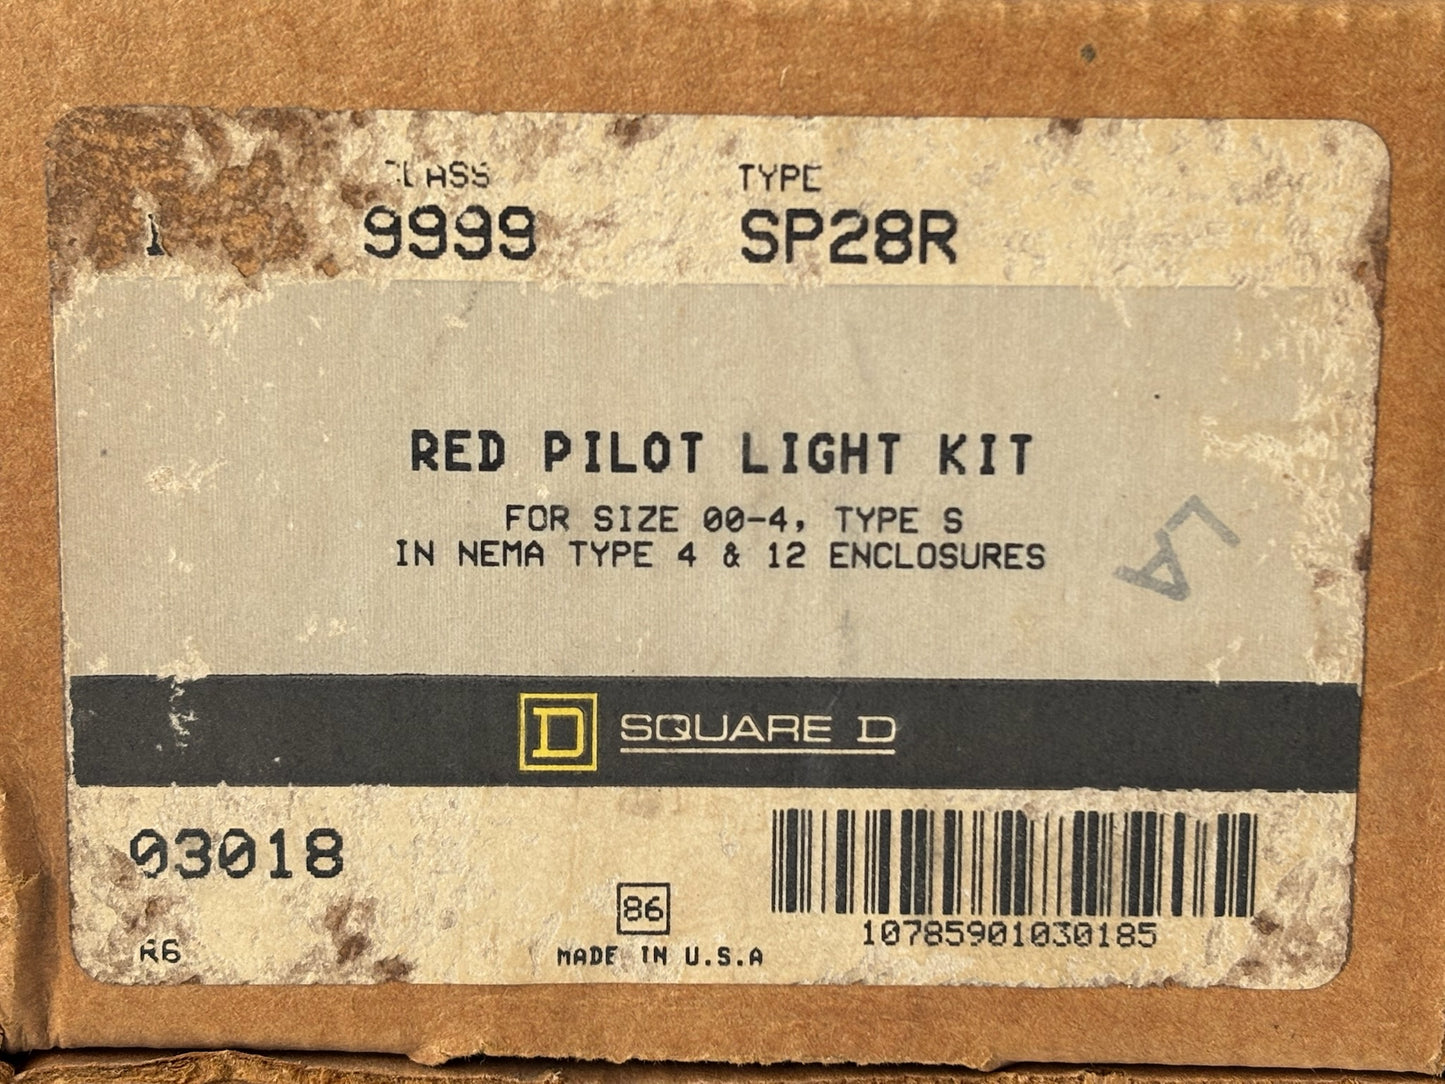 CLASS TYPE
1 9999 SP28R
RED PILOT LIGHT KIT
FOR SIZE 00-4, TYPE S
IN NEMA TYPE 4 & 12 ENCLOSURES
LA
D SQUARE D
03018
86
10785901030185
R6 MADE IN U.S.A